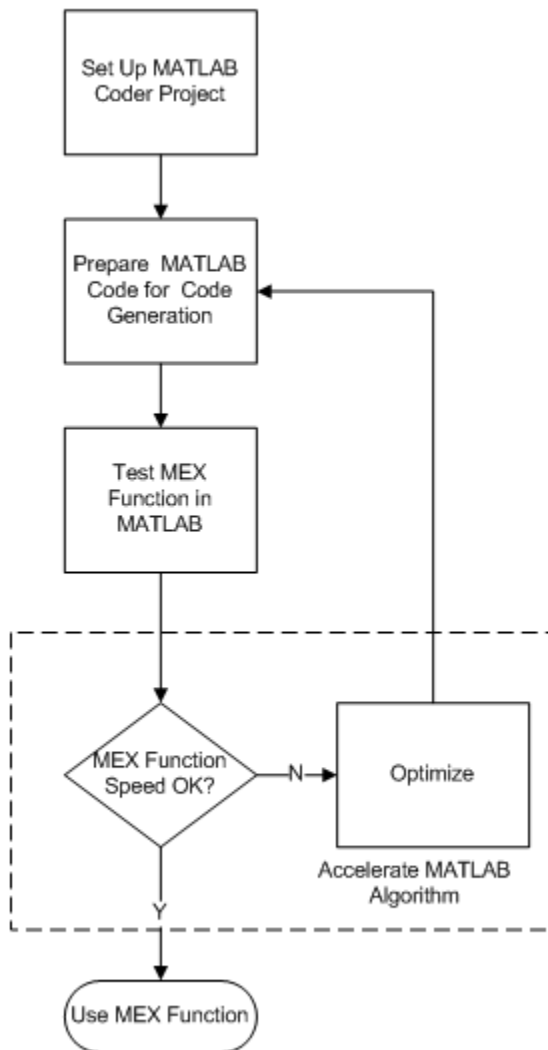 Set Up MATLAB
Coder Project
Prepare MATLAB
Code for Code
Generation
Test MEX
Function in
MATLAB
MEX Function
Speed OK?
N
Optimize
Accelerate MATLAB
Algorithm
Y
Use MEX Function